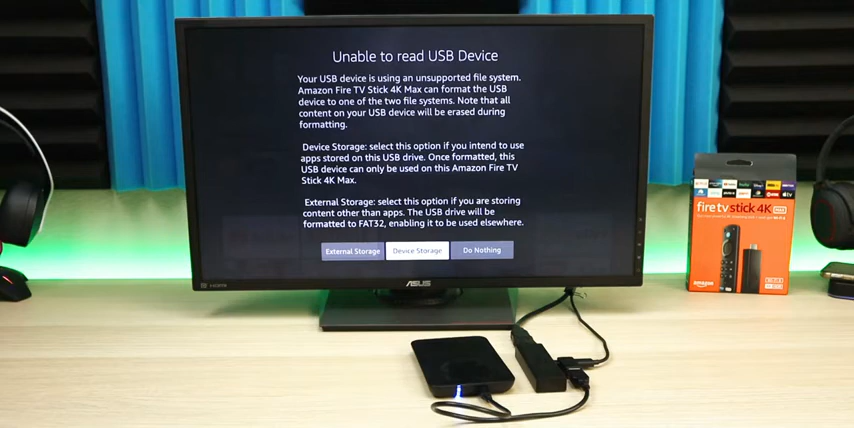 Unable to read USB Device
Your USB device is using an unsupported file system.
Amazon Fire TV Stick 4K Max can format the USB
device to one of the two file systems. Note that all
content on your USB device will be erased during
formatting.
Device Storage: select this option if you intend to use
apps stored on this USB drive. Once formatted, this
USB device can only be used on this Amazon Fire TV
Stick 4K Max.
External Storage: select this option if you are storing
content other than apps. The USB drive will be
formatted to FAT32, enabling it to be used elsewhere.
External Storage
Device Storage
Do Nothing
HDMI
ASUS
fire tv stick 4K MAX
amazon